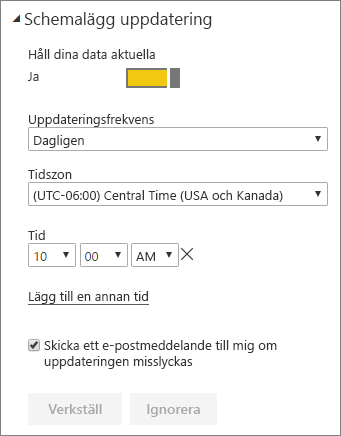 Schemalägg uppdatering
Håll dina data aktuella
Ja
Uppdateringsfrekvens
Dagligen
Tidszon
(UTC-06:00) Central Time (USA och Kanada)
Tid
10 00 AM
Lägg till en annan tid
Skicka ett e-postmeddelande till mig om
uppdateringen misslyckas
Verkställ Ignorera